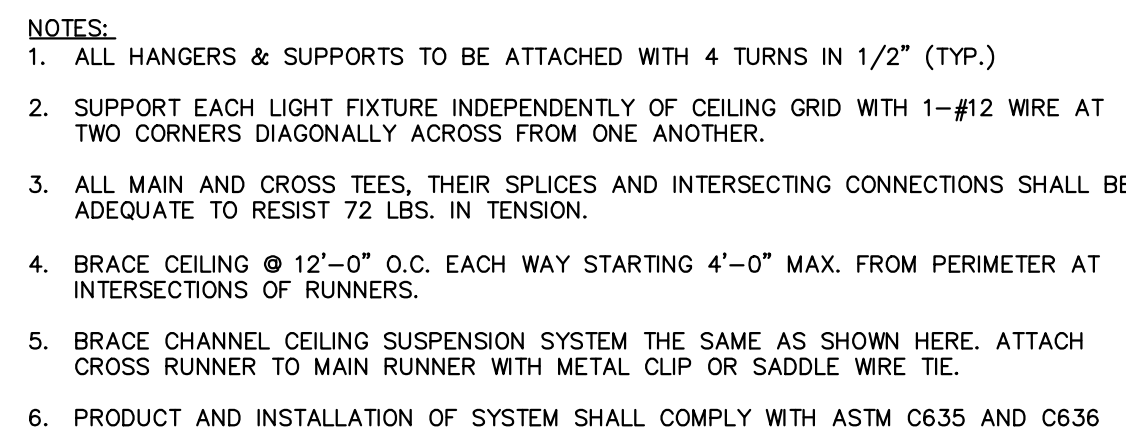 NOTES:
1. ALL HANGERS & SUPPORTS TO BE ATTACHED WITH 4 TURNS IN 1/2" (TYP.)
2. SUPPORT EACH LIGHT FIXTURE INDEPENDENTLY OF CEILING GRID WITH 1-#12 WIRE AT
TWO CORNERS DIAGONALLY ACROSS FROM ONE ANOTHER.
3. ALL MAIN AND CROSS TEES, THEIR SPLICES AND INTERSECTING CONNECTIONS SHALL BE
ADEQUATE TO RESIST 72 LBS. IN TENSION.
4. BRACE CEILING @ 12'-0" O.C. EACH WAY STARTING 4'-0" MAX. FROM PERIMETER AT
INTERSECTIONS OF RUNNERS.
5. BRACE CHANNEL CEILING SUSPENSION SYSTEM THE SAME AS SHOWN HERE. ATTACH
CROSS RUNNER TO MAIN RUNNER WITH METAL CLIP OR SADDLE WIRE TIE.
6. PRODUCT AND INSTALLATION OF SYSTEM SHALL COMPLY WITH ASTM C635 AND C636